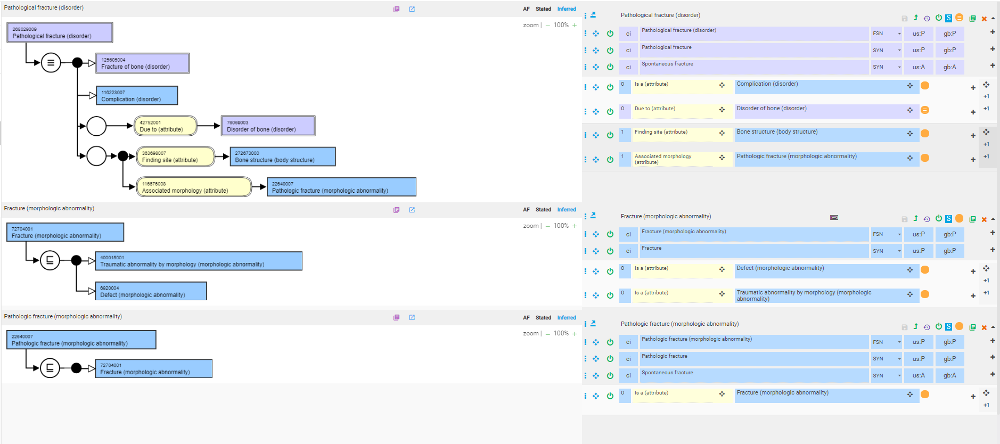 Pathological fracture (disorder)
AF Stated Inferred
zoom | – 100% +
268029009
Pathological fracture (disorder)
125605004
Fracture of bone (disorder)
116223007
Complication (disorder)
42752001
Due to (attribute)
76069003
Disorder of bone (disorder)
363698007
Finding site (attribute)
272673000
Bone structure (body structure)
116676008
Associated morphology (attribute)
22640007
Pathologic fracture (morphologic abnormality)
Fracture (morphologic abnormality)
AF Stated Inferred
zoom | – 100% +
72704001
Fracture (morphologic abnormality)
400015001
Traumatic abnormality by morphology (morphologic abnormality)
6920004
Defect (morphologic abnormality)
Pathologic fracture (morphologic abnormality)
AF Stated Inferred
zoom | – 100% +
22640007
Pathologic fracture (morphologic abnormality)
72704001
Fracture (morphologic abnormality)
Pathological fracture (disorder)
S
ci Pathological fracture (disorder) FSN us:P gb:P +
ci Pathological fracture SYN us:P gb:P +
ci Spontaneous fracture SYN us:A gb:A +
0 Is a (attribute) Complication (disorder) +
+1
0 Due to (attribute) Disorder of bone (disorder) + +1
1 Finding site (attribute) Bone structure (body structure) +
+1
1 Associated morphology (attribute) Pathologic fracture (morphologic abnormality) + +1
Fracture (morphologic abnormality)
S
ci Fracture (morphologic abnormality) FSN us:P gb:P +
ci Fracture SYN us:P gb:P +
0 Is a (attribute) Defect (morphologic abnormality) +
+1
0 Is a (attribute) Traumatic abnormality by morphology (morphologic abnormality) + +1
Pathologic fracture (morphologic abnormality)
S
ci Pathologic fracture (morphologic abnormality) FSN us:P gb:P +
ci Pathologic fracture SYN us:P gb:P +
ci Spontaneous fracture SYN us:A gb:A +
0 Is a (attribute) Fracture (morphologic abnormality) +
+1